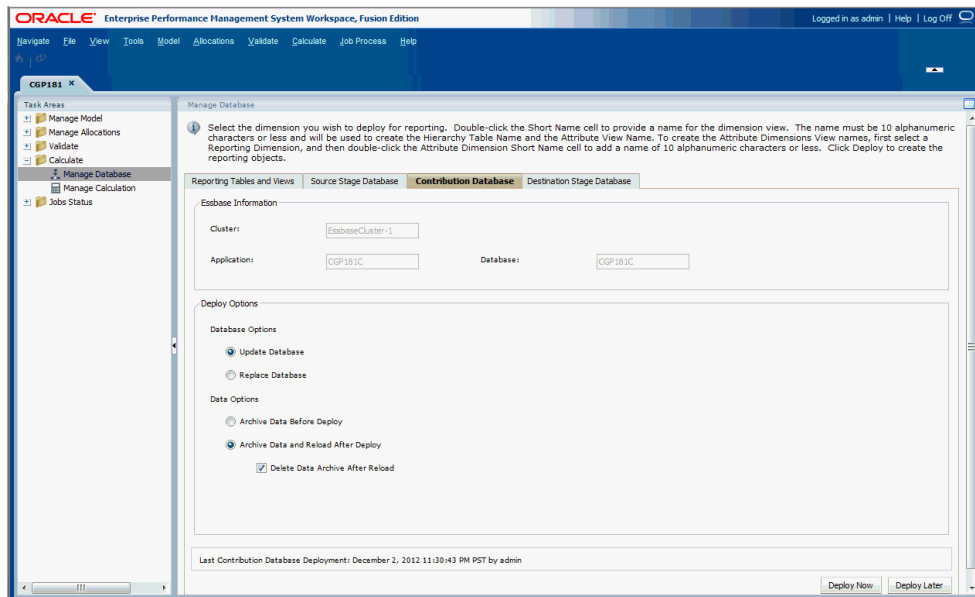 ORACLE Enterprise Performance Management System Workspace, Fusion Edition
Logged in as admin | Help | Log Off
Navigate File View Tools Model Allocations Validate Calculate Job Process Help
CGP181
Task Areas
Manage Model
Manage Allocations
Validate
Calculate
Manage Database
Manage Calculation
Jobs Status
Manage Database
Select the dimension you wish to deploy for reporting. Double-click the Short Name cell to provide a name for the dimension view. The name must be 10 alphanumeric
characters or less and will be used to create the Hierarchy Table Name and the Attribute View Name. To create the Attribute Dimensions View names, first select a
Reporting Dimension, and then double-click the Attribute Dimension Short Name cell to add a name of 10 alphanumeric characters or less. Click Deploy to create the
reporting objects.
Reporting Tables and Views Source Stage Database Contribution Database Destination Stage Database
Essbase Information
Cluster: EssbaseCluster-1
Application: CGP181C Database: CGP181C
Deploy Options
Database Options
Update Database
Replace Database
Data Options
Archive Data Before Deploy
Archive Data and Reload After Deploy
Delete Data Archive After Reload
Last Contribution Database Deployment: December 2, 2012 11:30:43 PM PST by admin
Deploy Now Deploy Later